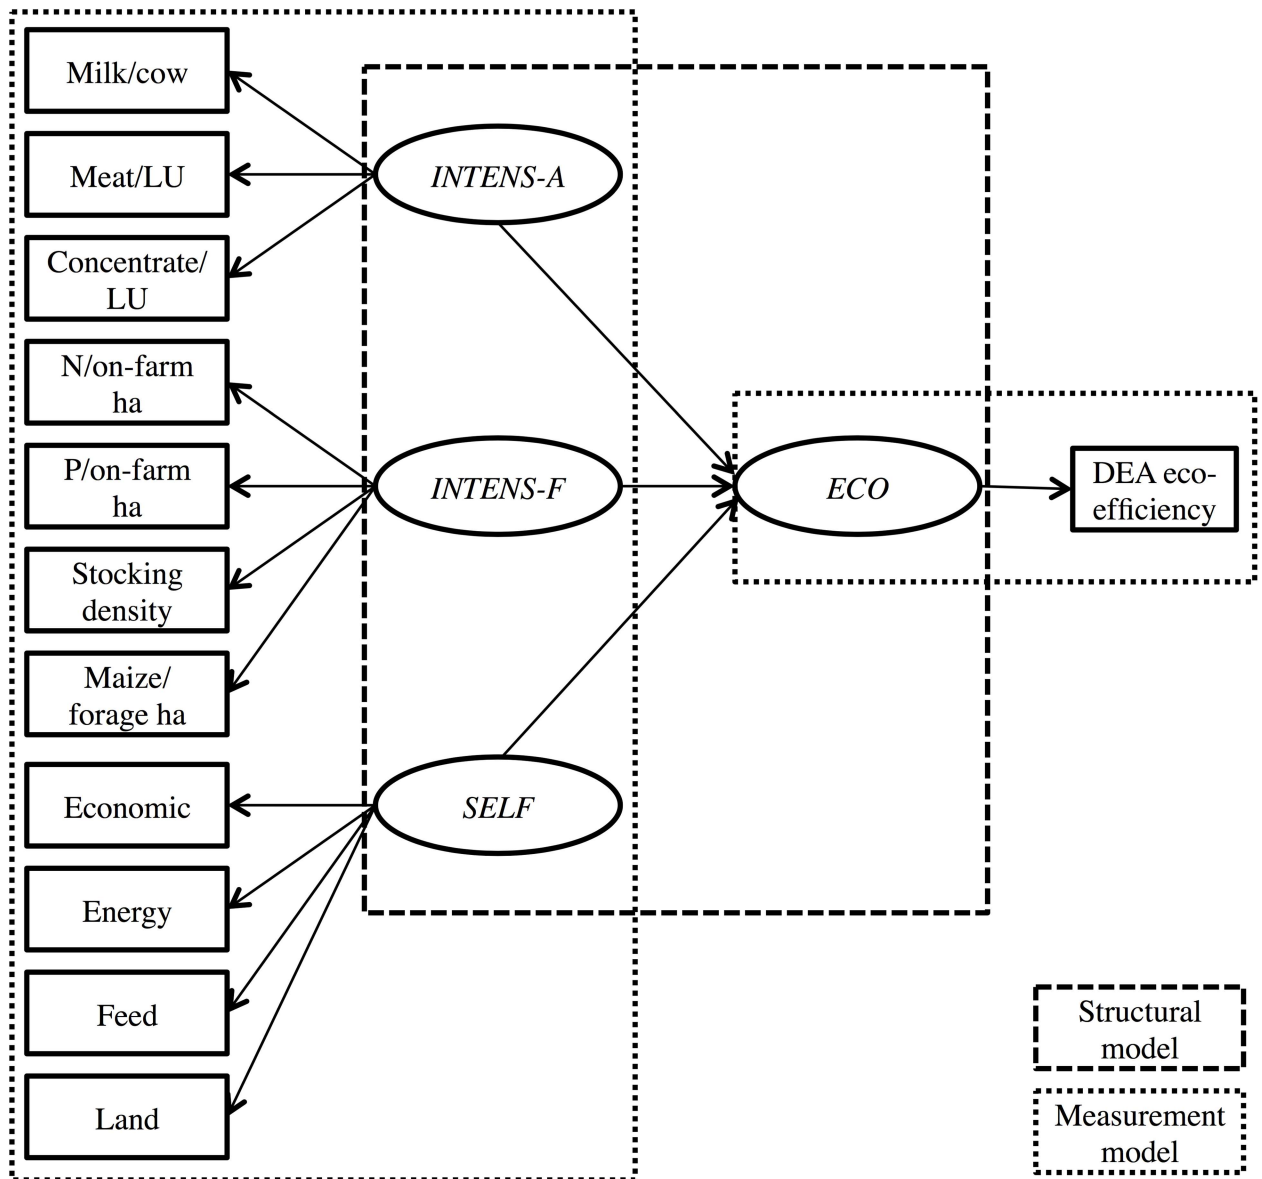 Milk/cow
Meat/LU
Concentrate/
LU
N/on-farm
ha
P/on-farm
ha
Stocking
density
Maize/
forage ha
Economic
Energy
Feed
Land
INTENS-A
INTENS-F
SELF
ECO
DEA eco-
efficiency
Structural
model
Measurement
model